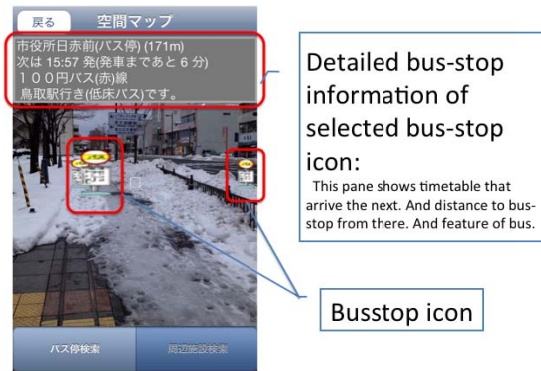 戻る
空間マップ
市役所日赤前(バス停) (171m)
次は 15:57 発(発車まであと 6 分)
１００円バス(赤)線
鳥取駅行き(低床バス)です。
バス停検索
周辺施設検索
Detailed bus-stop
information of
selected bus-stop
icon:
This pane shows timetable that
arrive the next. And distance to bus-
stop from there. And feature of bus.
Busstop icon